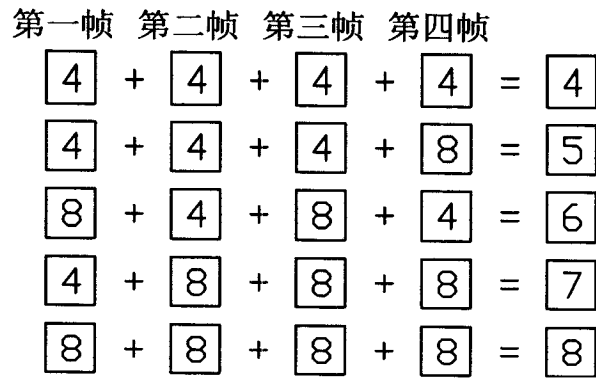 第一帧 第二帧 第三帧 第四帧
4 + 4 + 4 + 4 = 4
4 + 4 + 4 + 8 = 5
8 + 4 + 8 + 4 = 6
4 + 8 + 8 + 8 = 7
8 + 8 + 8 + 8 = 8